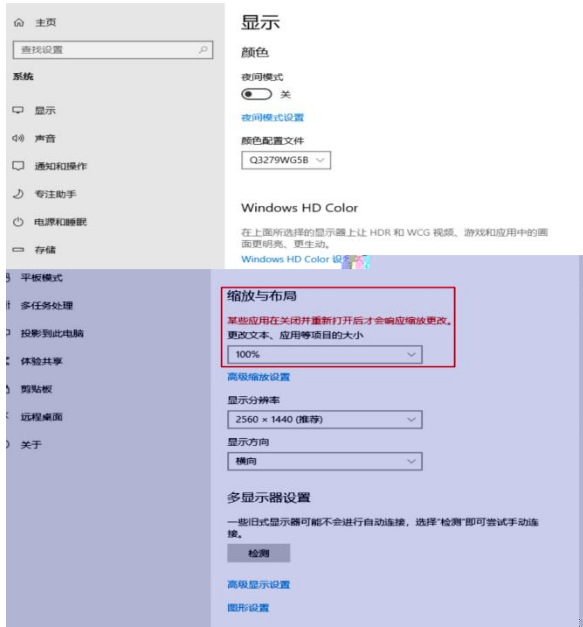 主页
查找设置
系统
显示
声音
通知和操作
专注助手
电源和睡眠
存储
平板模式
多任务处理
投影到此电脑
体验共享
剪贴板
远程桌面
关于
显示
颜色
夜间模式
关
夜间模式设置
颜色配置文件
Q3279WG5B
Windows HD Color
在上面所选择的显示器上让 HDR 和 WCG 视频、游戏和应用中的画
面更明亮、更生动。
Windows HD Color 设
缩放与布局
某些应用在关闭并重新打开后才会响应缩放更改。
更改文本、应用等项目的大小
100%
高级缩放设置
显示分辨率
2560 × 1440 (推荐)
显示方向
横向
多显示器设置
一些旧式显示器可能不会进行自动连接，选择"检测"即可尝试手动连
接。
检测
高级显示设置
图形设置